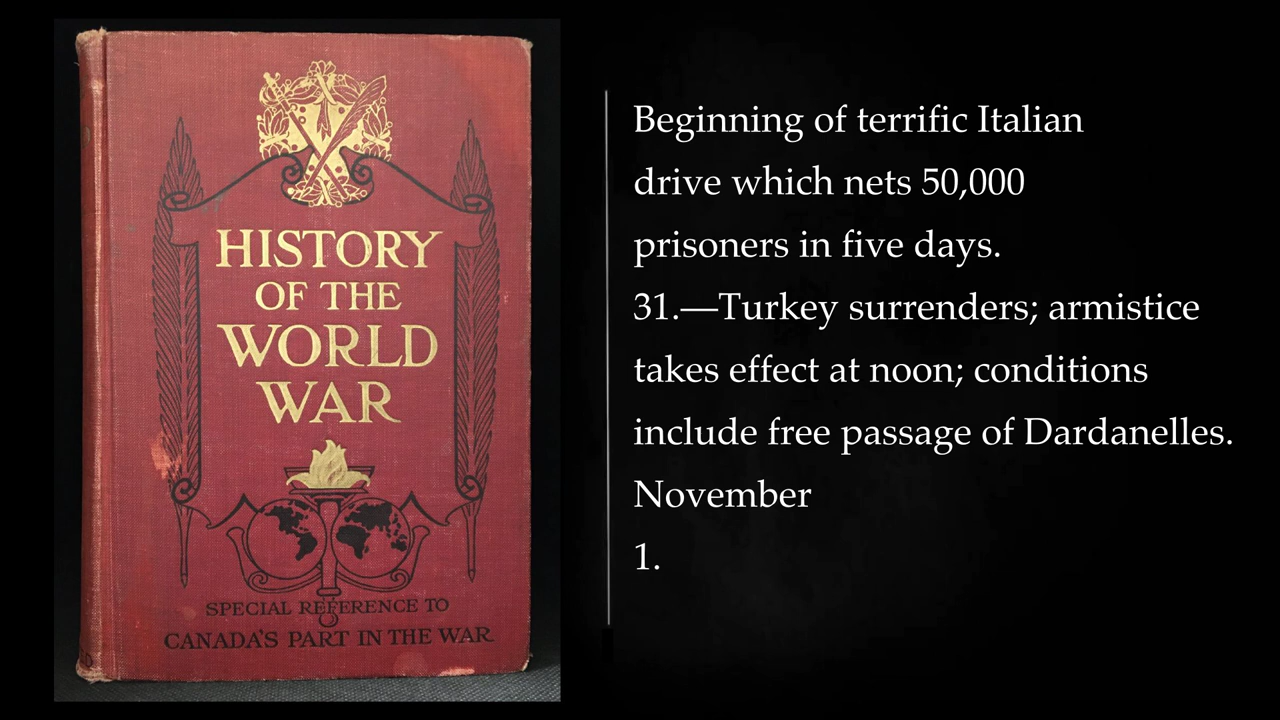 HISTORY
OF THE
WORLD
WAR
SPECIAL REFERENCE TO
CANADA'S PART IN THE WAR
Beginning of terrific Italian
drive which nets 50,000
prisoners in five days.
31.—Turkey surrenders; armistice
takes effect at noon; conditions
include free passage of Dardanelles.
November
1.